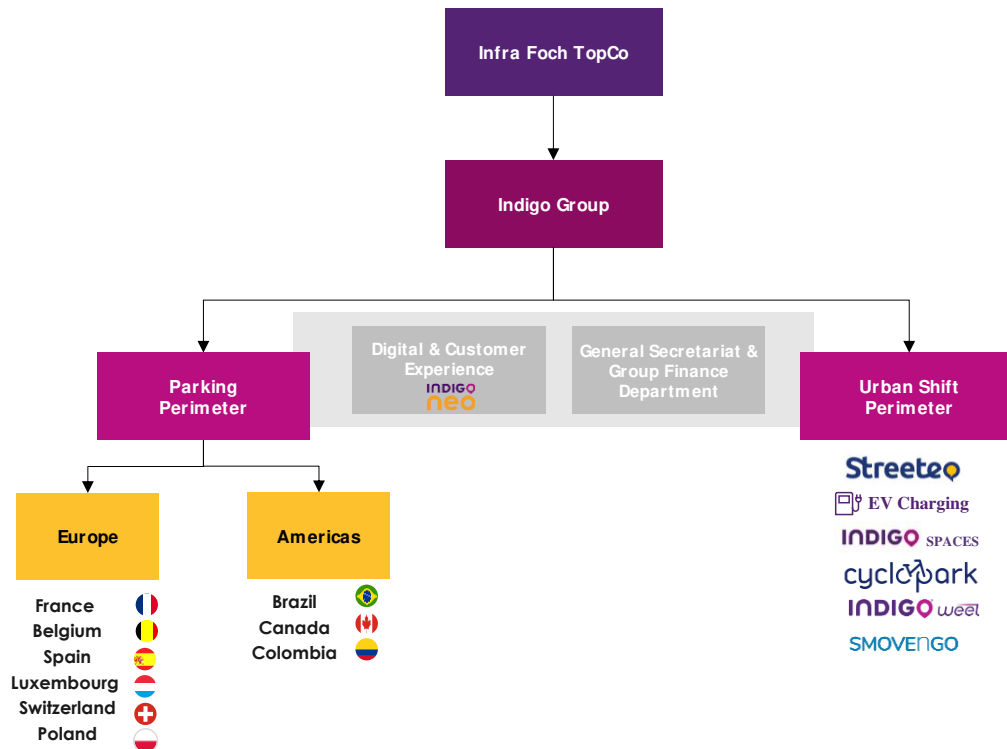 Infra Foch TopCo
Indigo Group
Digital & Customer
Experience
INDIGO
neo
General Secretariat &
Group Finance
Department
Parking
Perimeter
Urban Shift
Perimeter
Europe
Americas
France
Belgium
Spain
Luxembourg
Switzerland
Poland
Brazil
Canada
Colombia
Streeteo
EV Charging
INDIGO SPACES
cyclopark
INDIGO weel
SMOVENGO